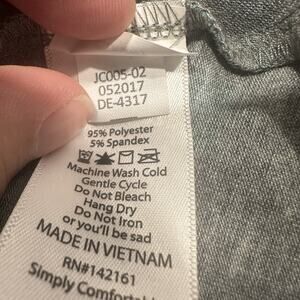 JC005-02
052017
DE-4317
95% Polyester
5% Spandex
Machine Wash Cold
Gentle Cycle
Do Not Bleach
Hang Dry
Do Not Iron
or you'll be sad
MADE IN VIETNAM
RN#142161
Simply